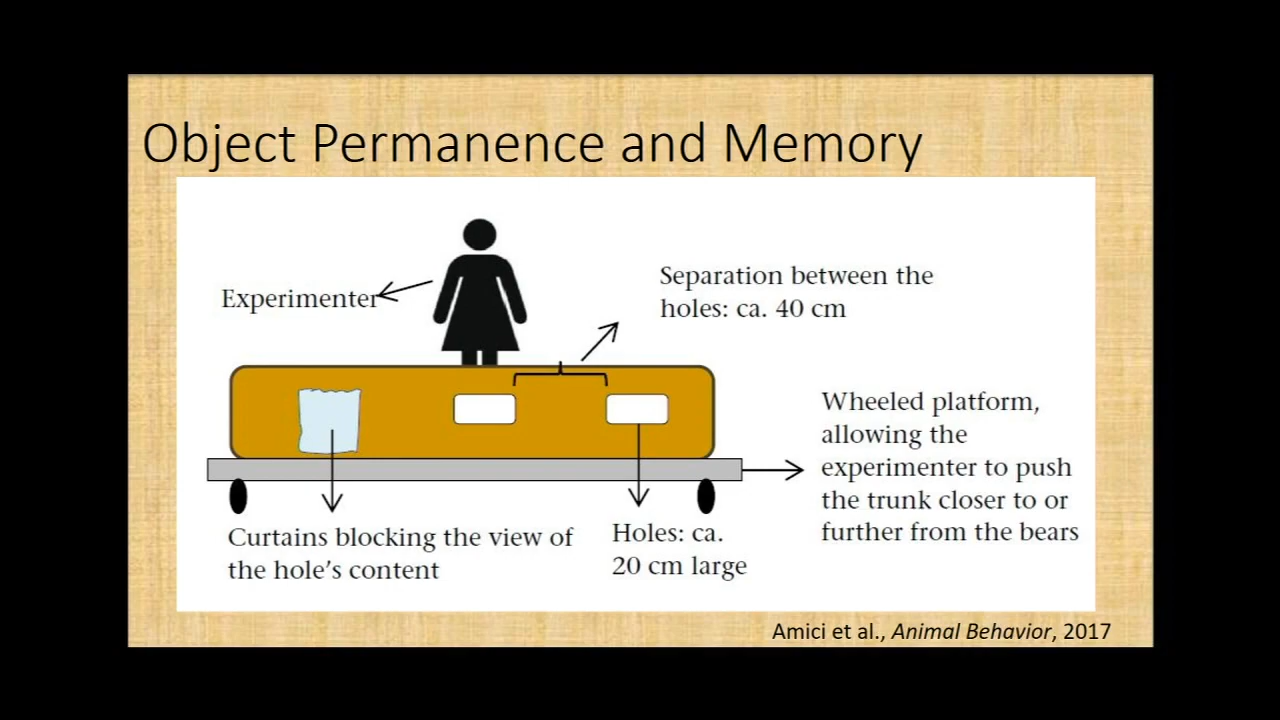 Object Permanence and Memory
Experimenter
Separation between the
holes: ca. 40 cm
Wheeled platform,
allowing the
experimenter to push
the trunk closer to or
further from the bears
Curtains blocking the view of
the hole's content
Holes: ca.
20 cm large
Amici et al., Animal Behavior, 2017